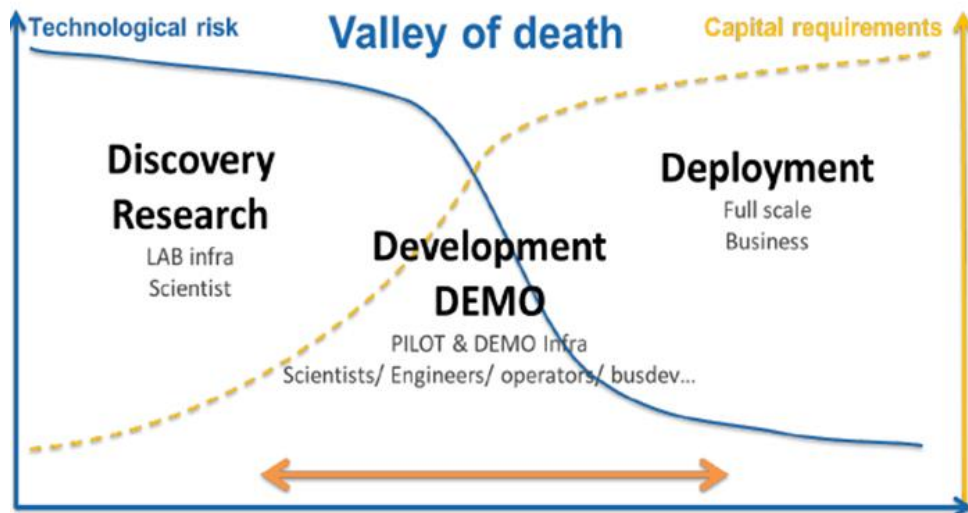 Technological risk
Valley of death
Capital requirements
Discovery
Research
LAB infra
Scientist
Development
DEMO
PILOT & DEMO Infra
Scientists/ Engineers/ operators/ busdev...
Deployment
Full scale
Business